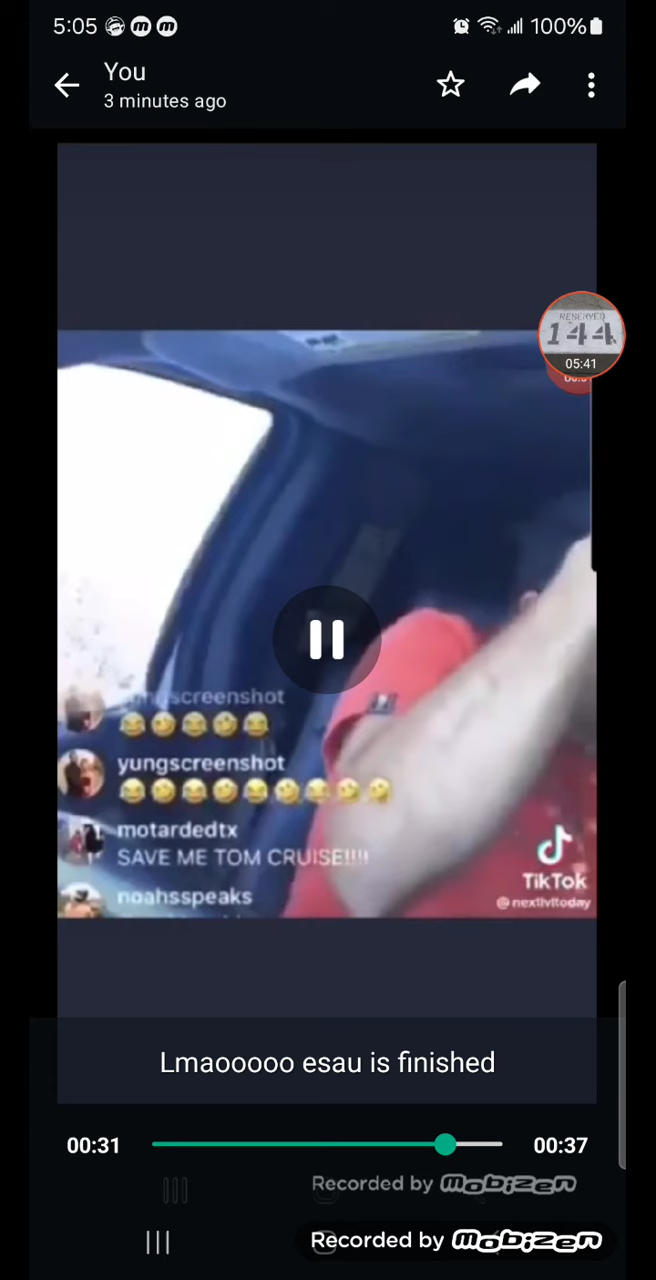 5:05
100%
You
3 minutes ago
RESERVED
144
05:41
screenshot
yungscreenshot
motardedtx
SAVE ME TOM CRUISE!!!!
noahsspeaks
TikTok
@nextlvltoday
Lmaooooo esau is finished
00:31
00:37
Recorded by mobizen
Recorded by mobizen